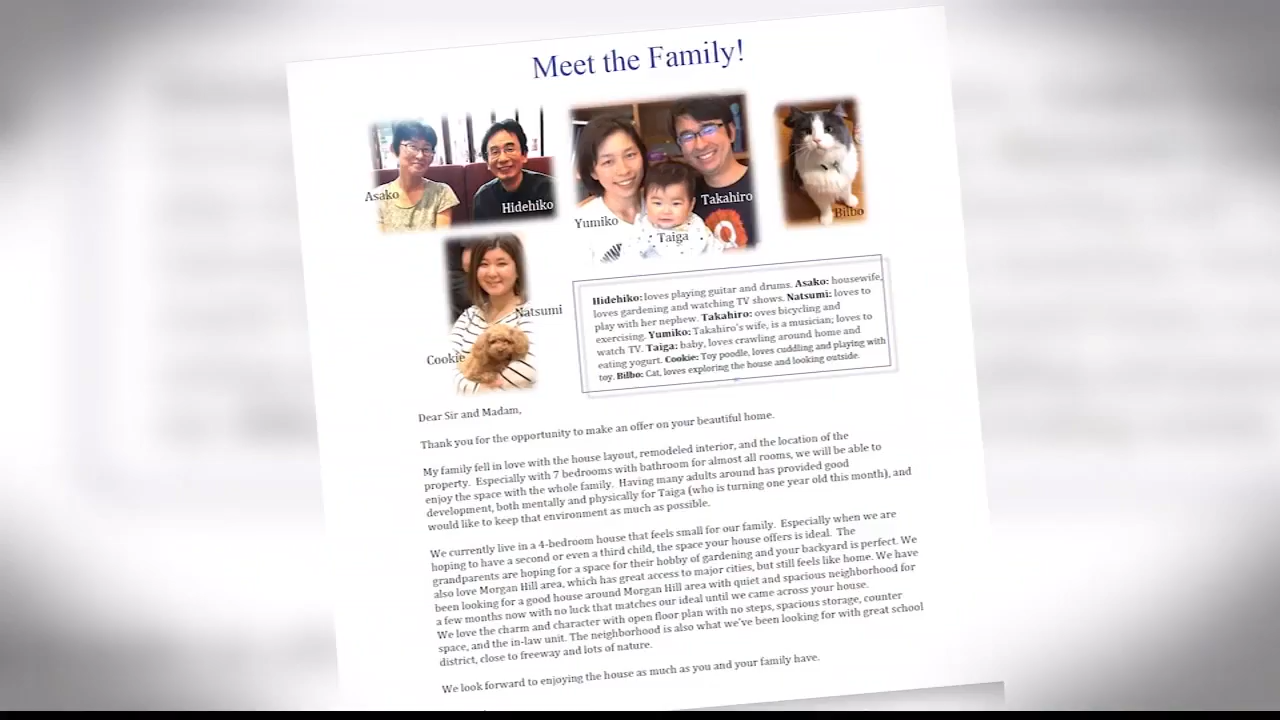 Meet the Family!
Asako
Hidehiko
Yumiko
Takahiro
Taiga
Bilbo
Natsumi
Cookie
Hidehiko: loves playing guitar and drums. Asako: housewife,
loves gardening and watching TV shows. Natsumi: loves to
play with her nephew. Takahiro: oves bicycling and
exercising. Yumiko: Takahiro's wife, is a musician; loves to
watch TV. Taiga: baby, loves crawling around home and
eating yogurt. Cookie: Toy poodle, loves cuddling and playing with
toy. Bilbo: Cat, loves exploring the house and looking outside.
Dear Sir and Madam,
Thank you for the opportunity to make an offer on your beautiful home.
My family fell in love with the house layout, remodeled interior, and the location of the
property. Especially with 7 bedrooms with bathroom for almost all rooms, we will be able to
enjoy the space with the whole family. Having many adults around has provided good
development, both mentally and physically for Taiga (who is turning one year old this month), and
would like to keep that environment as much as possible.
We currently live in a 4-bedroom house that feels small for our family. Especially when we are
hoping to have a second or even a third child, the space your house offers is ideal. The
grandparents are hoping for a space for their hobby of gardening and your backyard is perfect. We
also love Morgan Hill area, which has great access to major cities, but still feels like home. We have
been looking for a good house around Morgan Hill area with quiet and spacious neighborhood for
a few months now with no luck that matches our ideal until we came across your house.
We love the charm and character with open floor plan with no steps, spacious storage, counter
space, and the in-law unit. The neighborhood is also what we've been looking for with great school
district, close to freeway and lots of nature.
We look forward to enjoying the house as much as you and your family have.